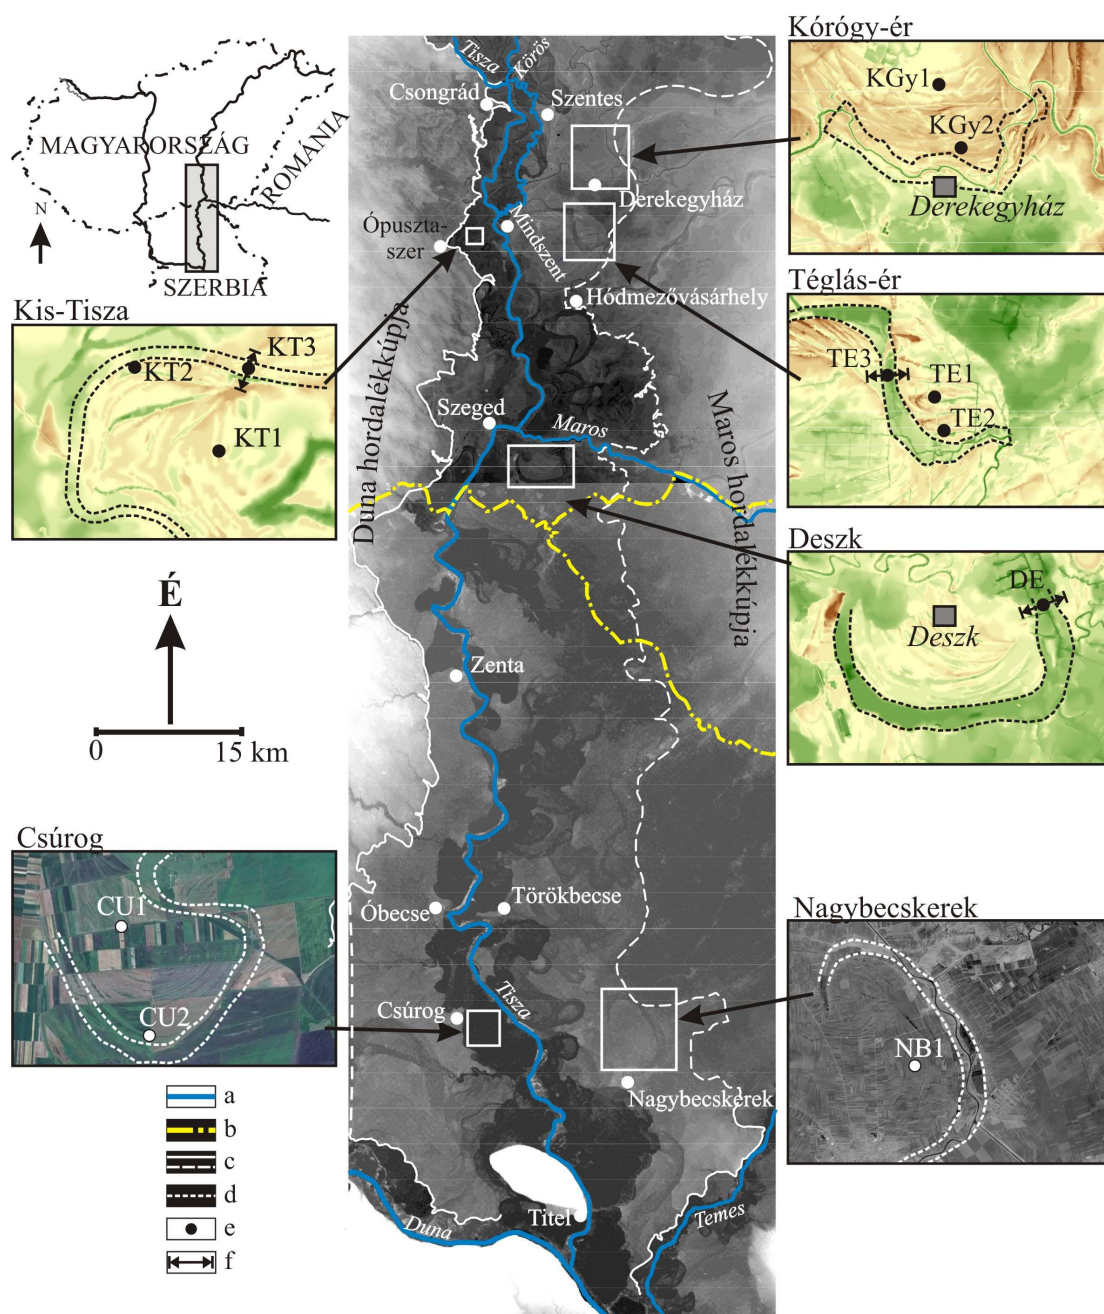 MAGYARORSZÁG
ROMÁNIA
SZERBIA
N
Kis-Tisza
KT2
KT3
KT1
É
0 15 km
Csúrog
CU1
CU2
a
b
c
d
e
f
Tisza
Körös
Csongrád
Szentes
Derekegyház
Ópuszta-
szer
Mindszent
Hódmezővásárhely
Duna hordalékkúpja
Szeged
Maros
Maros hordalékkúpja
Zenta
Óbecse
Törökbecse
Csúrog
Tisza
Nagybecskerek
Titel
Duna
Temes
Kórógy-ér
KGy1
KGy2
Derekegyház
Téglás-ér
TE3
TE1
TE2
Deszk
DE
Deszk
Nagybecskerek
NB1